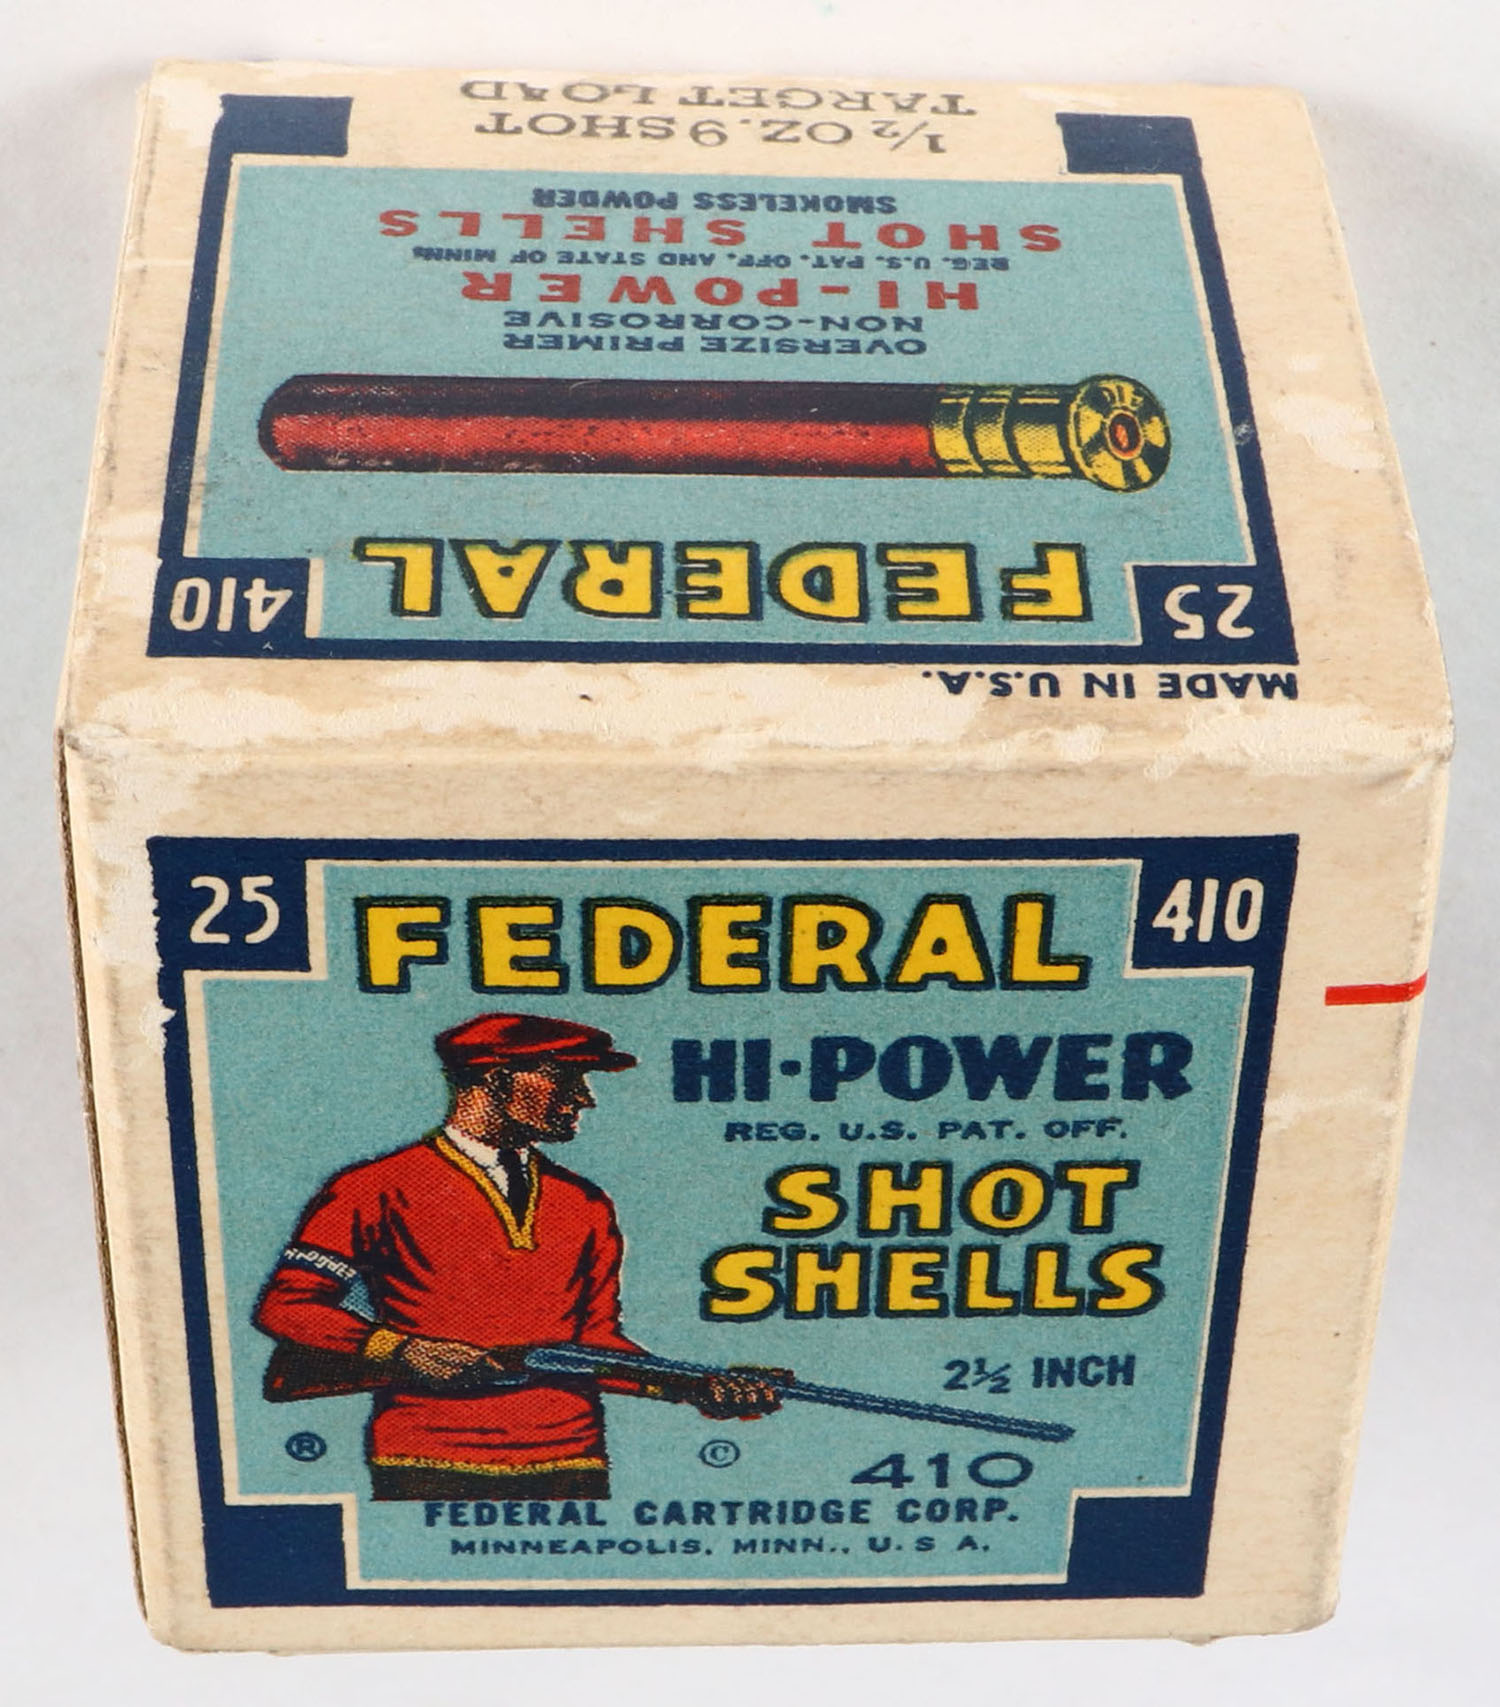 1/2 OZ. 9 SHOT
TARGET LOAD
25
410
FEDERAL
OVERSIZE PRIMER
NON-CORROSIVE
HI-POWER
REG. U.S. PAT. OFF. AND STATE OF MINN.
SHOT SHELLS
SMOKELESS POWDER
MADE IN U.S.A.
25
410
FEDERAL
HI-POWER
REG. U.S. PAT. OFF.
SHOT
SHELLS
2½ INCH
® © 410
FEDERAL CARTRIDGE CORP.
MINNEAPOLIS, MINN., U. S. A.